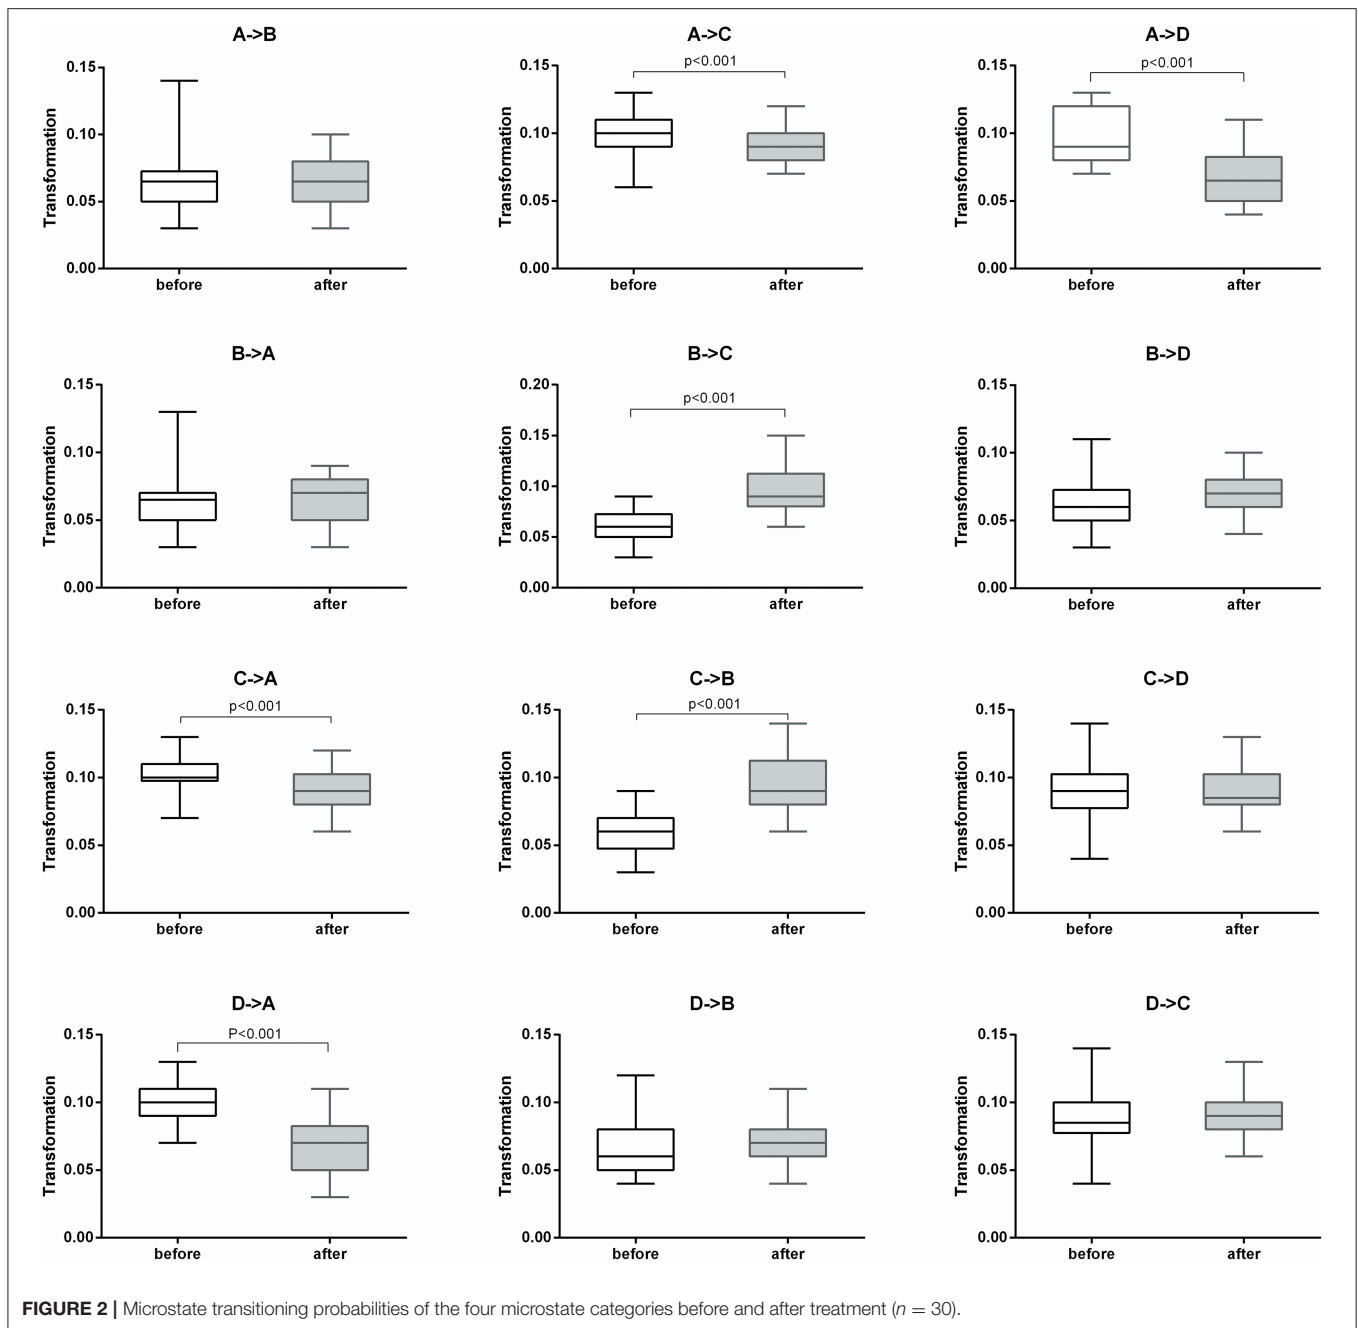 A->B
A->C
A->D
Transformation
0.15
0.10
0.05
0.00
before
after
Transformation
0.15
0.10
0.05
0.00
p<0.001
before
after
Transformation
0.15
0.10
0.05
0.00
p<0.001
before
after
B->A
B->C
B->D
Transformation
0.15
0.10
0.05
0.00
before
after
Transformation
0.20
0.15
0.10
0.05
0.00
p<0.001
before
after
Transformation
0.15
0.10
0.05
0.00
before
after
C->A
C->B
C->D
Transformation
0.15
0.10
0.05
0.00
p<0.001
before
after
Transformation
0.15
0.10
0.05
0.00
p<0.001
before
after
Transformation
0.15
0.10
0.05
0.00
before
after
D->A
D->B
D->C
Transformation
0.15
0.10
0.05
0.00
P<0.001
before
after
Transformation
0.15
0.10
0.05
0.00
before
after
Transformation
0.15
0.10
0.05
0.00
before
after
FIGURE 2 | Microstate transitioning probabilities of the four microstate categories before and after treatment (n = 30).